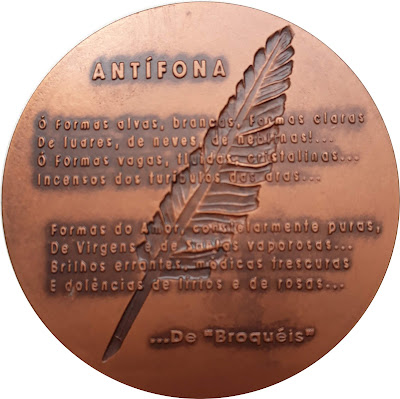 ANTÍFONA
Ó Formas alvas, brancas, Formas claras
De luares, de neves, de neblinas!...
Ó Formas vagas, fluidas, cristalinas...
Incensos dos turíbulos das aras...
Formas do Amor, constelarmente puras,
De Virgens e de Santas vaporosas...
Brilhos errantes, mádicas frescuras
E dolências de lírios e de rosas...
...De "Broquéis"